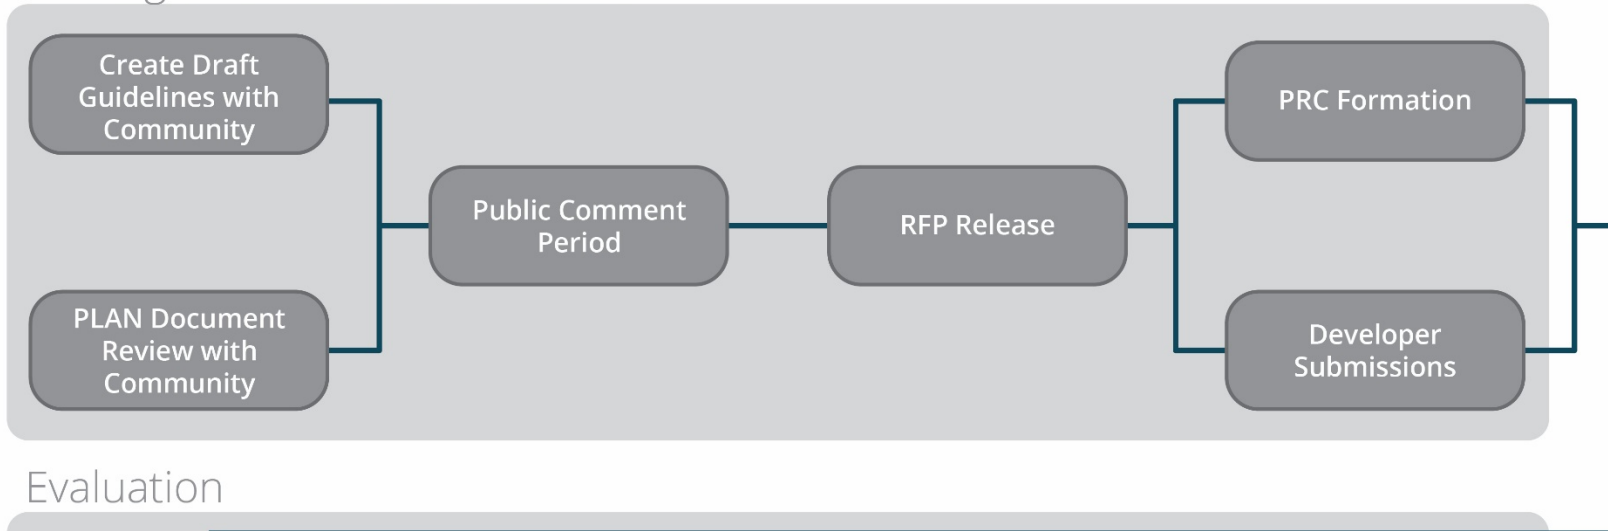 Create Draft
Guidelines with
Community
PRC Formation
Public Comment
Period
RFP Release
PLAN Document
Review with
Community
Developer
Submissions
Evaluation